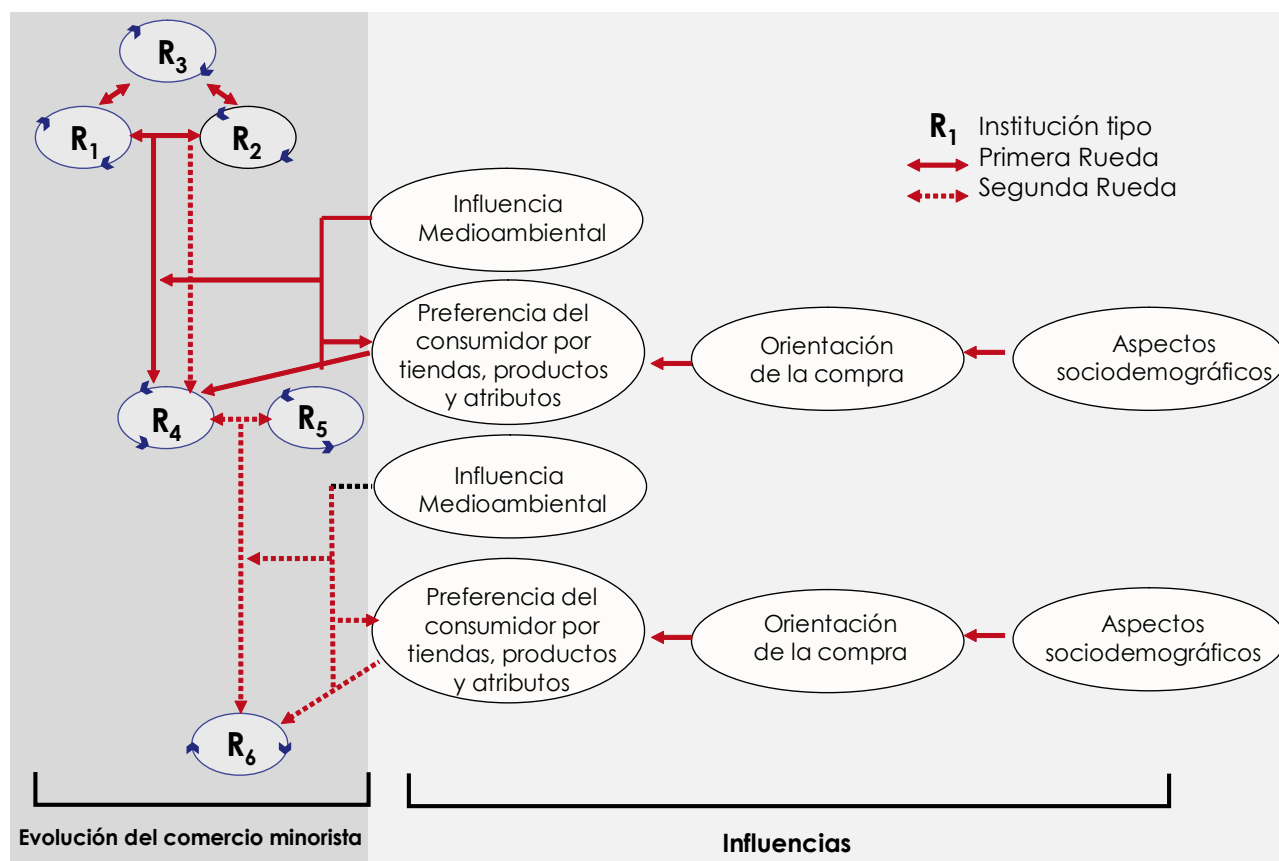 R3
R1
R2
R1 Institución tipo
Primera Rueda
Segunda Rueda
Influencia
Medioambiental
Preferencia del
consumidor por
tiendas, productos
y atributos
Orientación
de la compra
Aspectos
sociodemográficos
R4
R5
Influencia
Medioambiental
Preferencia del
consumidor por
tiendas, productos
y atributos
Orientación
de la compra
Aspectos
sociodemográficos
R6
Evolución del comercio minorista
Influencias